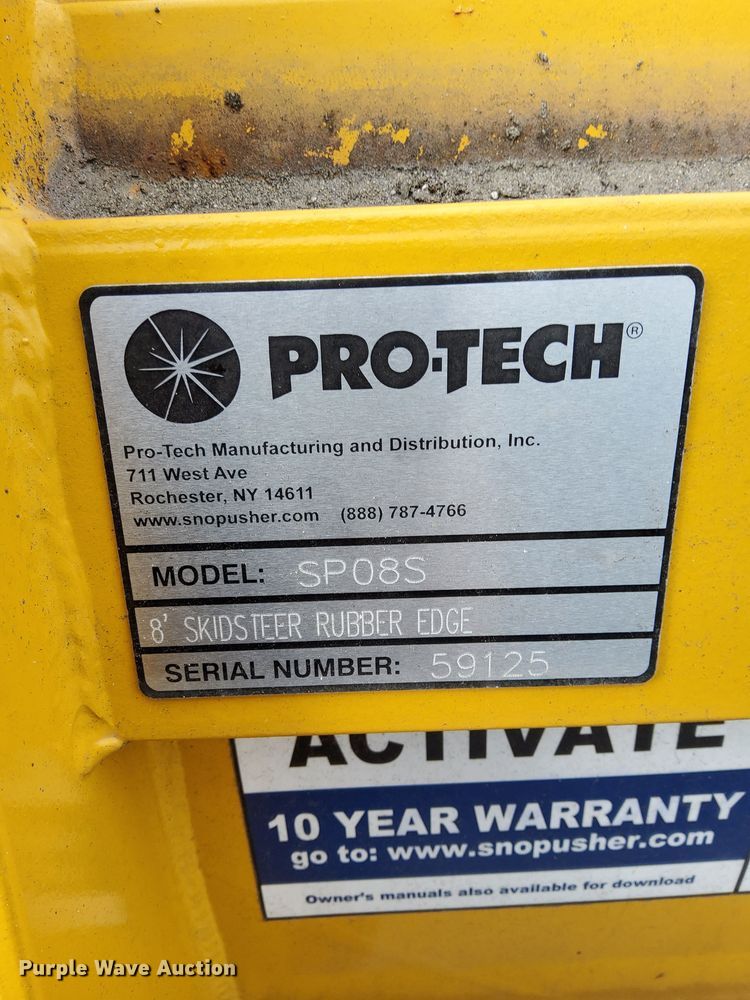 PRO-TECH®
Pro-Tech Manufacturing and Distribution, Inc.
711 West Ave
Rochester, NY 14611
www.snopusher.com (888) 787-4766
MODEL: SP08S
8' SKIDSTEER RUBBER EDGE
SERIAL NUMBER: 59125
ACTIVATE
10 YEAR WARRANTY
go to: www.snopusher.com
Owner's manuals also available for download
Purple Wave Auction